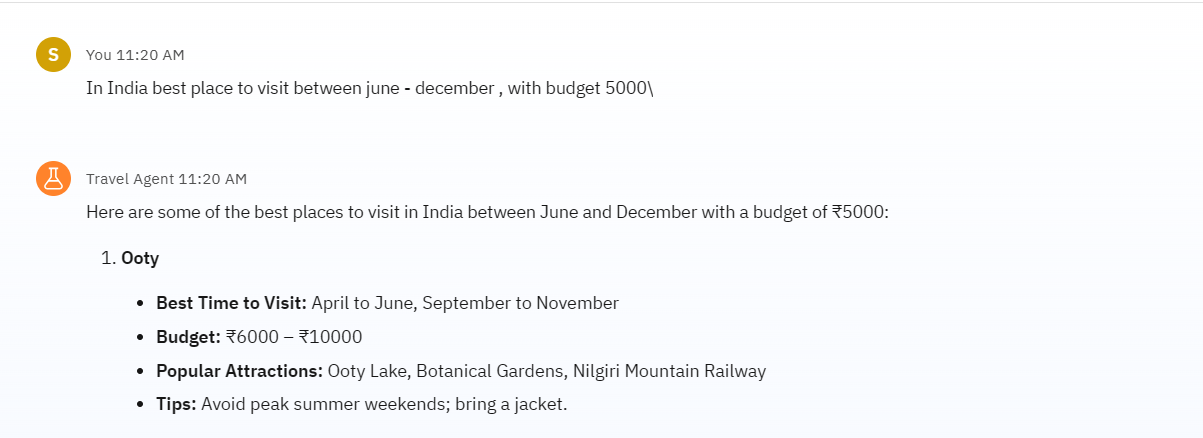 S
You 11:20 AM
In India best place to visit between june - december , with budget 5000\
Travel Agent 11:20 AM
Here are some of the best places to visit in India between June and December with a budget of ₹5000:
1. Ooty
• Best Time to Visit: April to June, September to November
• Budget: ₹6000 – ₹10000
• Popular Attractions: Ooty Lake, Botanical Gardens, Nilgiri Mountain Railway
• Tips: Avoid peak summer weekends; bring a jacket.